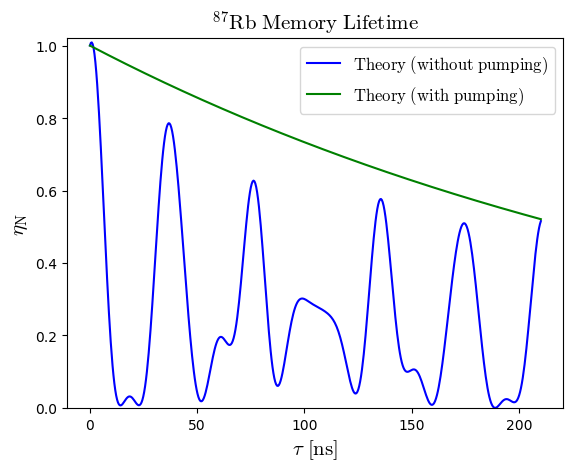 ⁸⁷Rb Memory Lifetime
Theory (without pumping)
Theory (with pumping)
η_N
1.0
0.8
0.6
0.4
0.2
0.0
0
50
100
150
200
τ [ns]